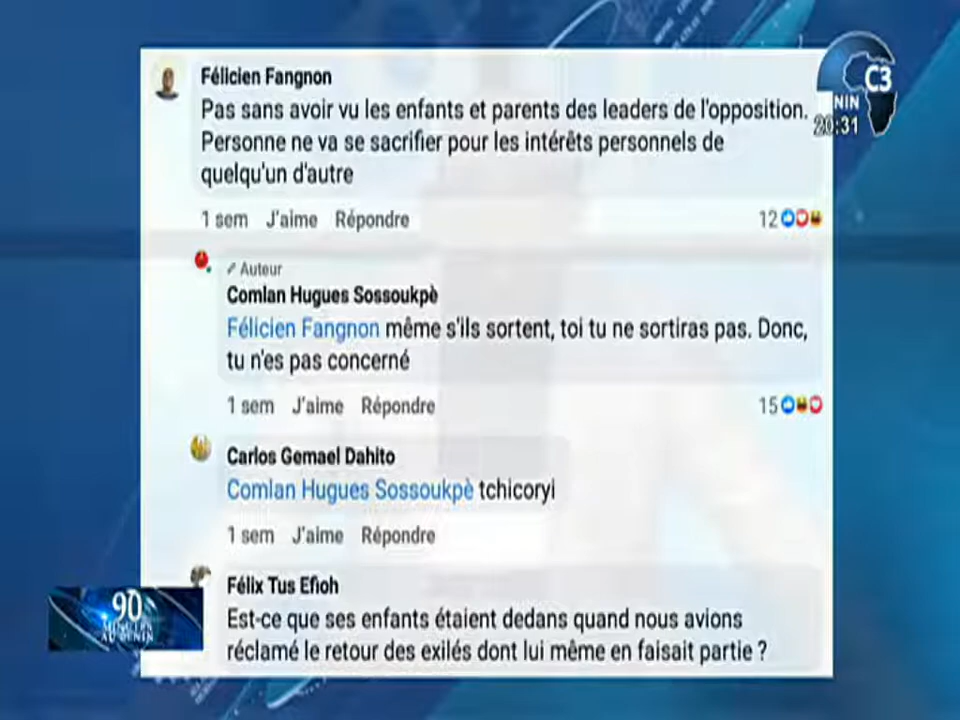 Félicien Fangnon
Pas sans avoir vu les enfants et parents des leaders de l'opposition.
Personne ne va se sacrifier pour les intérêts personnels de
quelqu'un d'autre
1 sem J'aime Répondre 12
Auteur
Comlan Hugues Sossoukpè
Félicien Fangnon même s'ils sortent, toi tu ne sortiras pas. Donc,
tu n'es pas concerné
1 sem J'aime Répondre 15
Carlos Gemael Dahito
Comlan Hugues Sossoukpè tchicoryi
1 sem J'aime Répondre
Félix Tus Efioh
Est-ce que ses enfants étaient dedans quand nous avions
réclamé le retour des exilés dont lui même en faisait partie ?
C3
NIN
20:31
90
MINUTES
AU BENIN